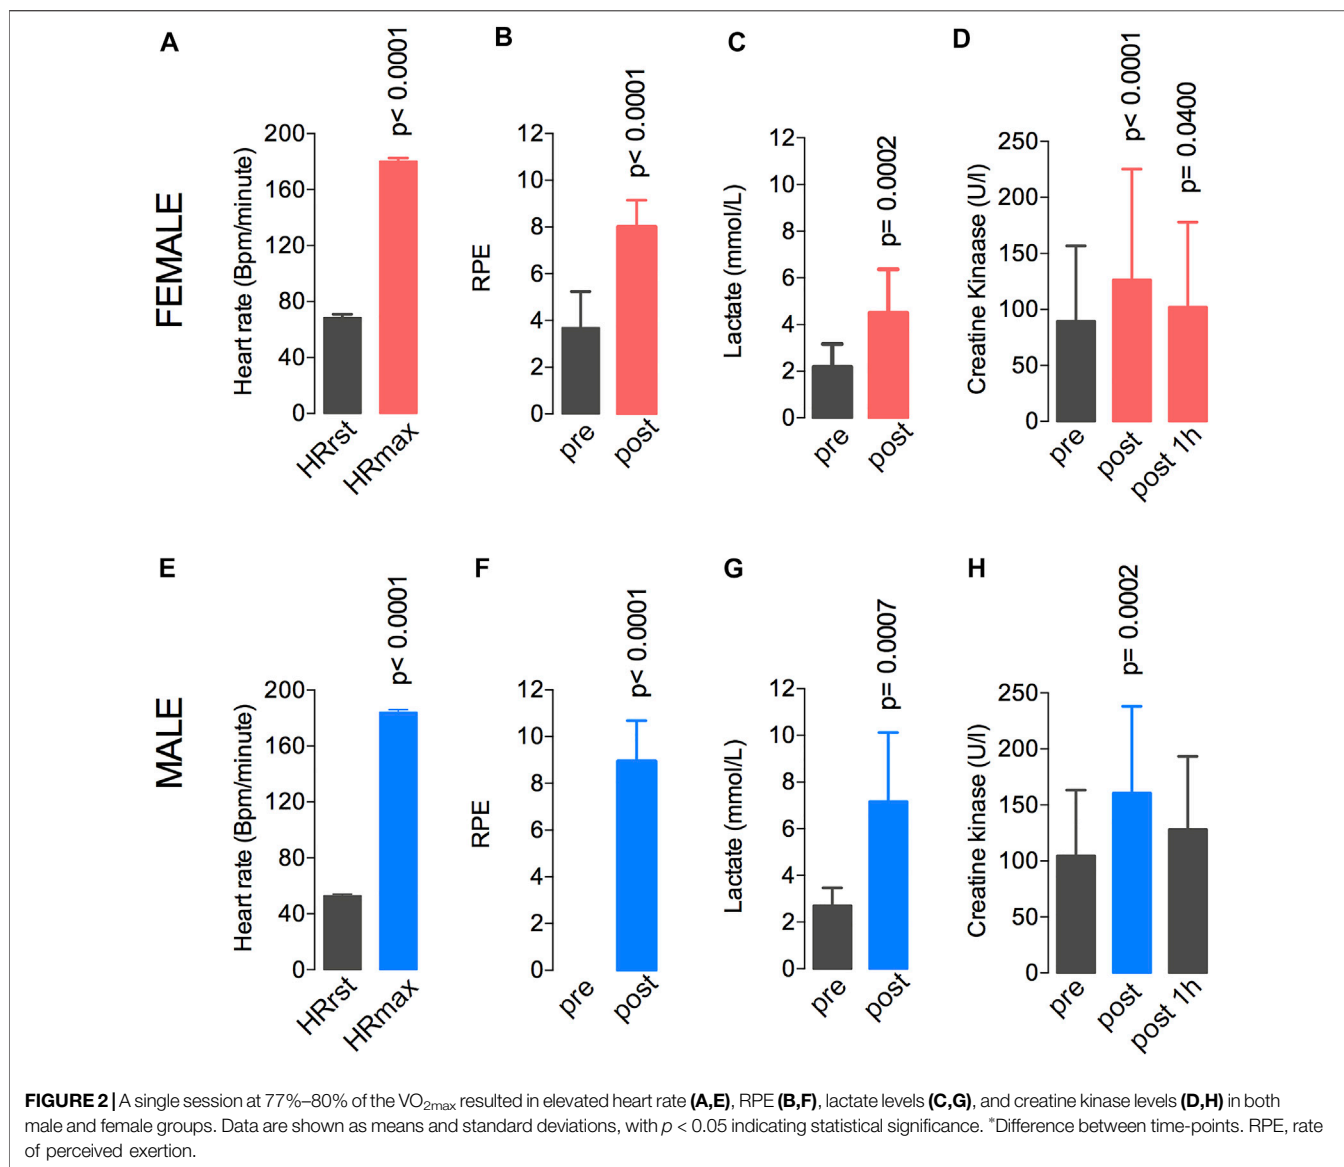 A
B
C
D
FEMALE
Heart rate (Bpm/minute)
200
160
120
80
40
0
p< 0.0001
HRrst
HRmax
RPE
12
10
8
6
4
2
0
p< 0.0001
pre
post
Lactate (mmol/L)
12
10
8
6
4
2
0
p= 0.0002
pre
post
Creatine Kinaase (U/l)
250
200
150
100
50
0
p< 0.0001
p= 0.0400
pre
post
post 1h
E
F
G
H
MALE
Heart rate (Bpm/minute)
200
160
120
80
40
0
p< 0.0001
HRrst
HRmax
RPE
12
10
8
6
4
2
0
p< 0.0001
pre
post
Lactate (mmol/L)
12
10
8
6
4
2
0
p= 0.0007
pre
post
Creatine kinase (U/l)
250
200
150
100
50
0
p= 0.0002
pre
post
post 1h
FIGURE 2 | A single session at 77%–80% of the VO2max resulted in elevated heart rate (A,E), RPE (B,F), lactate levels (C,G), and creatine kinase levels (D,H) in both
male and female groups. Data are shown as means and standard deviations, with p < 0.05 indicating statistical significance. *Difference between time-points. RPE, rate
of perceived exertion.